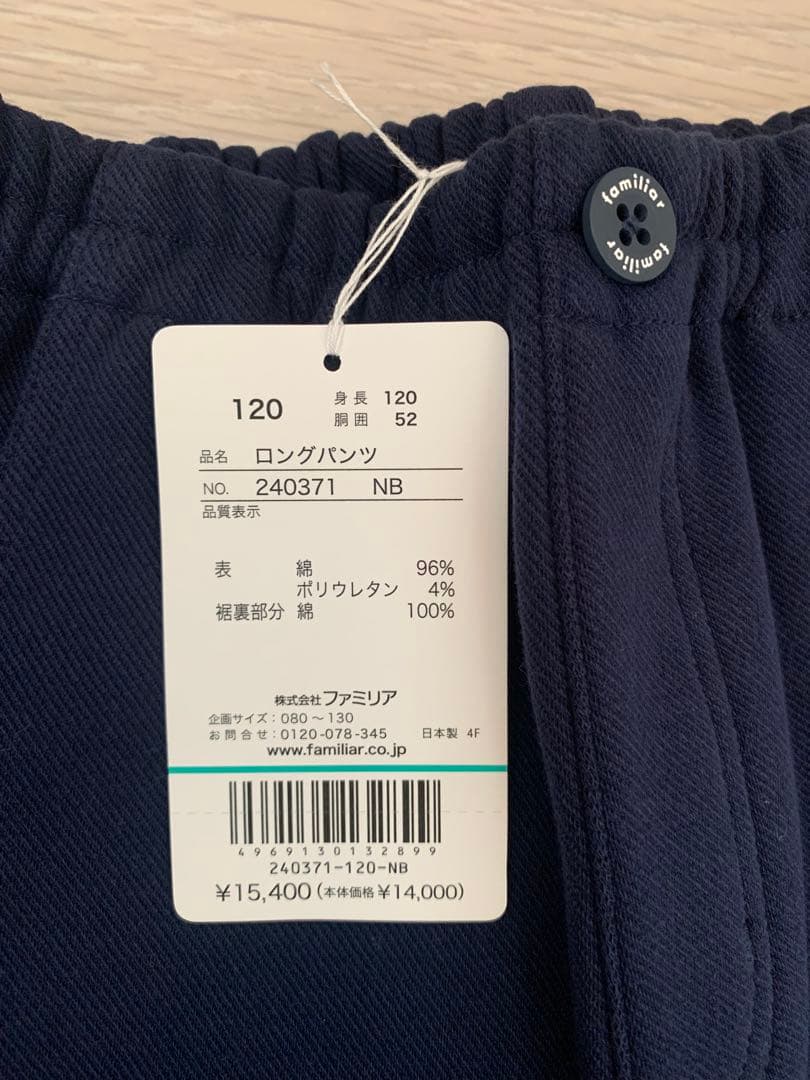 familiar
familiar
120
身長 120
胴囲 52
品名 ロングパンツ
NO. 240371 NB
品質表示
表 綿 96%
ポリウレタン 4%
裾裏部分 綿 100%
株式会社ファミリア
企画サイズ：080～130
お問合せ：0120-078-345 日本製 4F
www.familiar.co.jp
4969130132899
240371-120-NB
¥15,400(本体価格¥14,000)